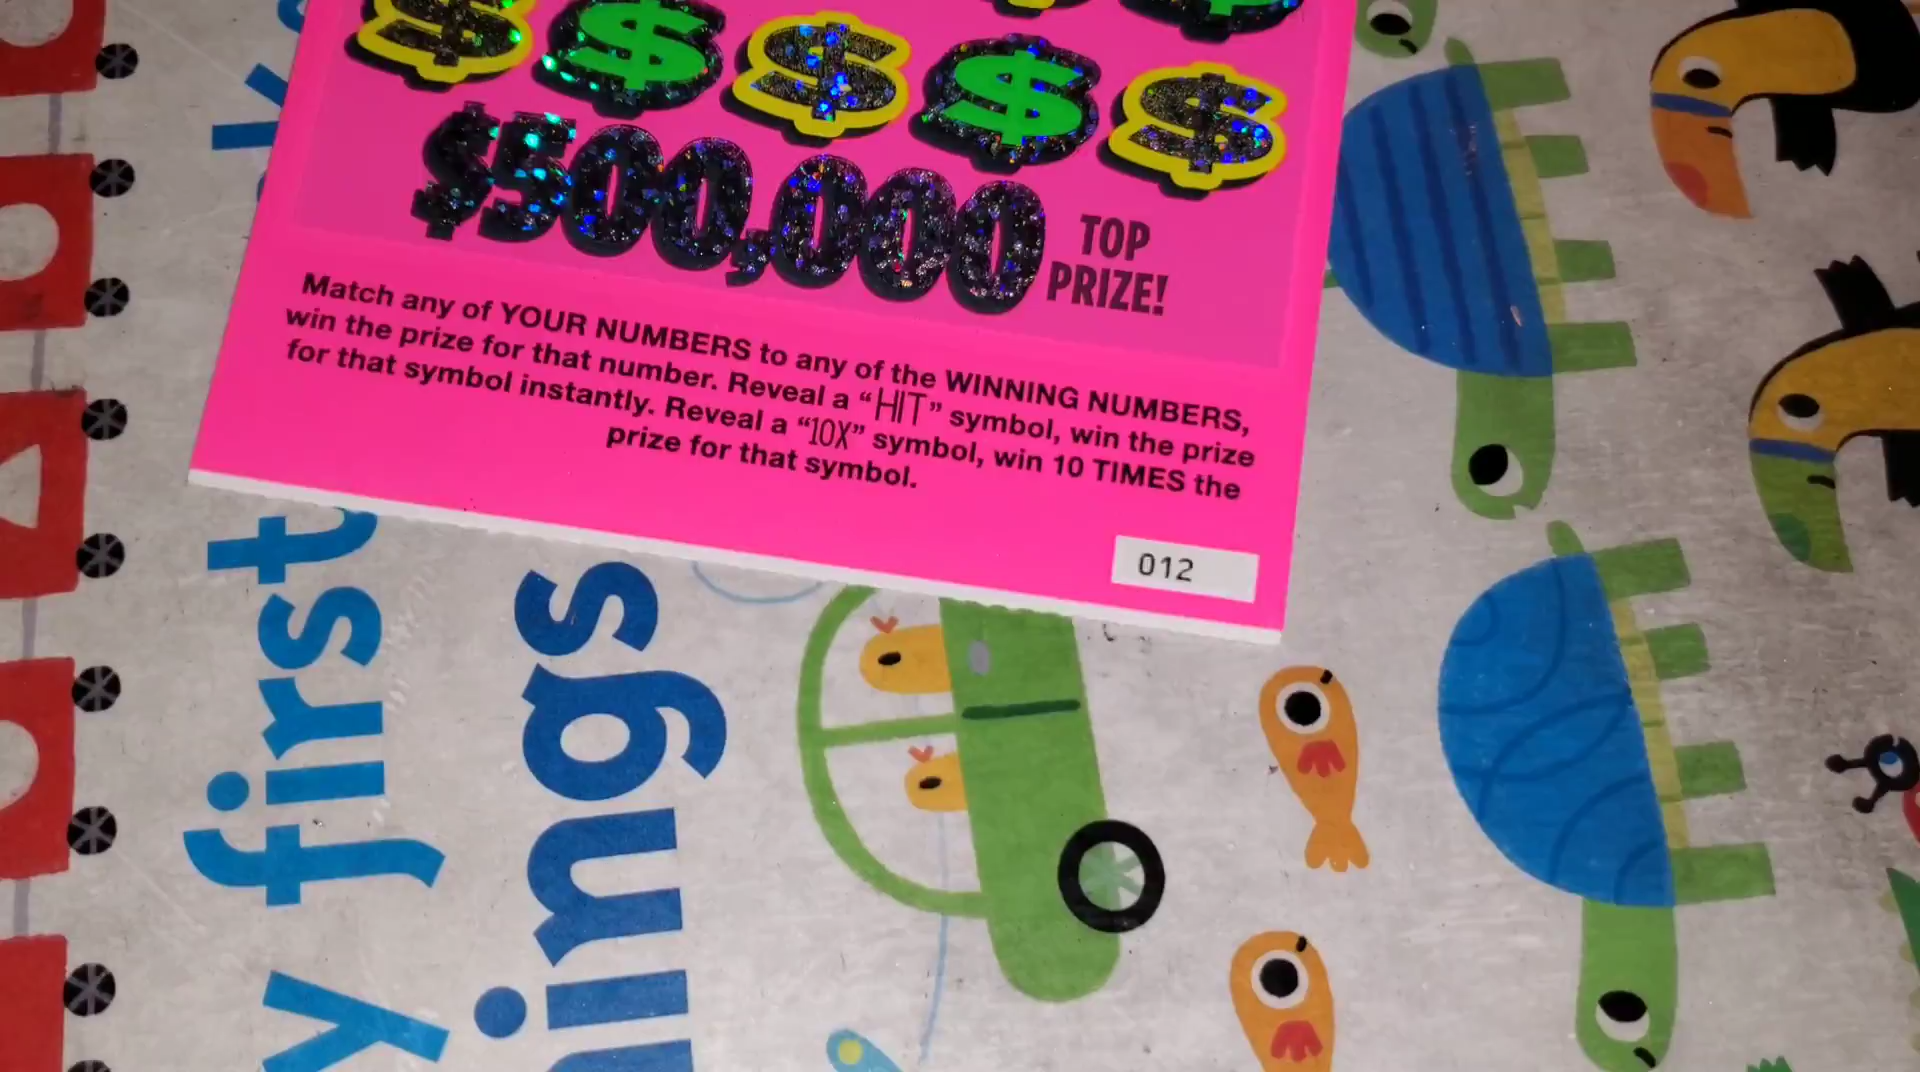 $ $ $ $ $
$500,000
TOP
PRIZE!
Match any of YOUR NUMBERS to any of the WINNING NUMBERS,
win the prize for that number. Reveal a “HIT” symbol, win the prize
for that symbol instantly. Reveal a “10X” symbol, win 10 TIMES the
prize for that symbol.
012
y first
ings